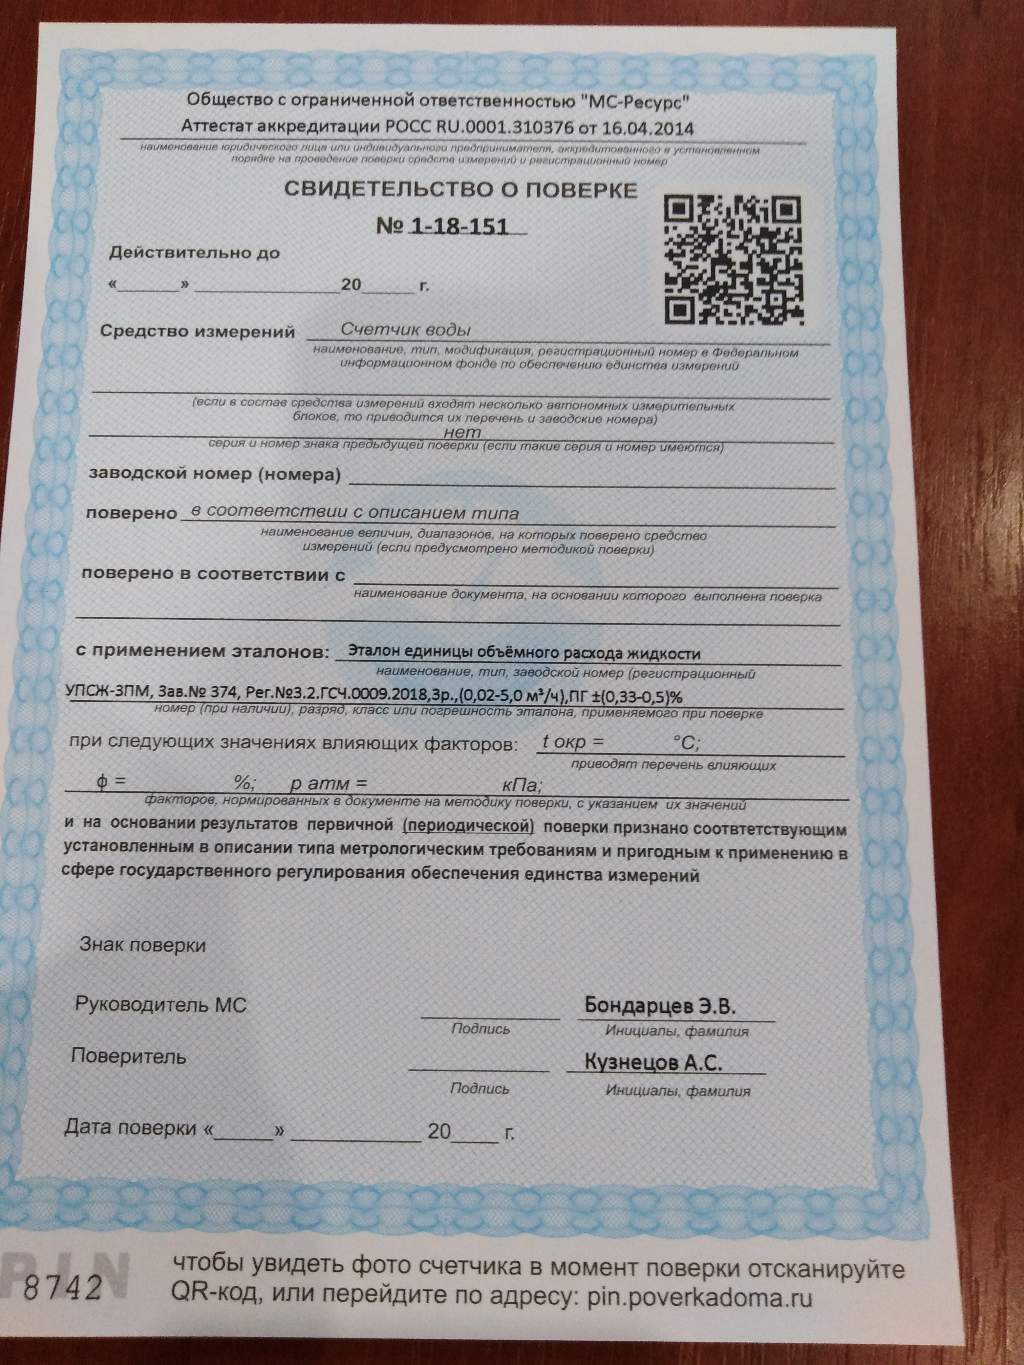 Общество с ограниченной ответственностью "МС-Ресурс"
Аттестат аккредитации РОСС RU.0001.310376 от 16.04.2014
наименование юридического лица или индивидуального предпринимателя, аккредитованного в установленном
порядке на проведение поверки средств измерений и регистрационный номер
СВИДЕТЕЛЬСТВО О ПОВЕРКЕ
№ 1-18-151
Действительно до
«______» ______________20_____ г.
Средство измерений Счетчик воды
наименование, тип, модификация, регистрационный номер в Федеральном
информационном фонде по обеспечению единства измерений
(если в состав средства измерений входят несколько автономных измерительных
блоков, то приводится их перечень и заводские номера)
нет
серия и номер знака предыдущей поверки (если такие серия и номер имеются)
заводской номер (номера)
поверено в соответствии с описанием типа
наименование величин, диапазонов, на которых поверено средство
измерений (если предусмотрено методикой поверки)
поверено в соответствии с
наименование документа, на основании которого выполнена поверка
с применением эталонов: Эталон единицы объёмного расхода жидкости
наименование, тип, заводской номер (регистрационный
УПСЖ-3ПМ, Зав.№ 374, Рег.№3.2.ГСЧ.0009.2018,3р.,(0,02-5,0 м³/ч),ПГ ±(0,33-0,5)%
номер (при наличии), разряд, класс или погрешность эталона, применяемого при поверке
при следующих значениях влияющих факторов: t окр = °С;
приводят перечень влияющих
ф = %; р атм = кПа;
факторов, нормированных в документе на методику поверки, с указанием их значений
и на основании результатов первичной (периодической) поверки признано соотвтетствующим
установленным в описании типа метрологическим требованиям и пригодным к применению в
сфере государственного регулирования обеспечения единства измерений
Знак поверки
Руководитель МС Бондарцев Э.В.
Подпись Инициалы, фамилия
Поверитель Кузнецов А.С.
Подпись Инициалы, фамилия
Дата поверки «_____» ____________ 20____ г.
PIN
8742
чтобы увидеть фото счетчика в момент поверки отсканируйте
QR-код, или перейдите по адресу: pin.poverkadoma.ru